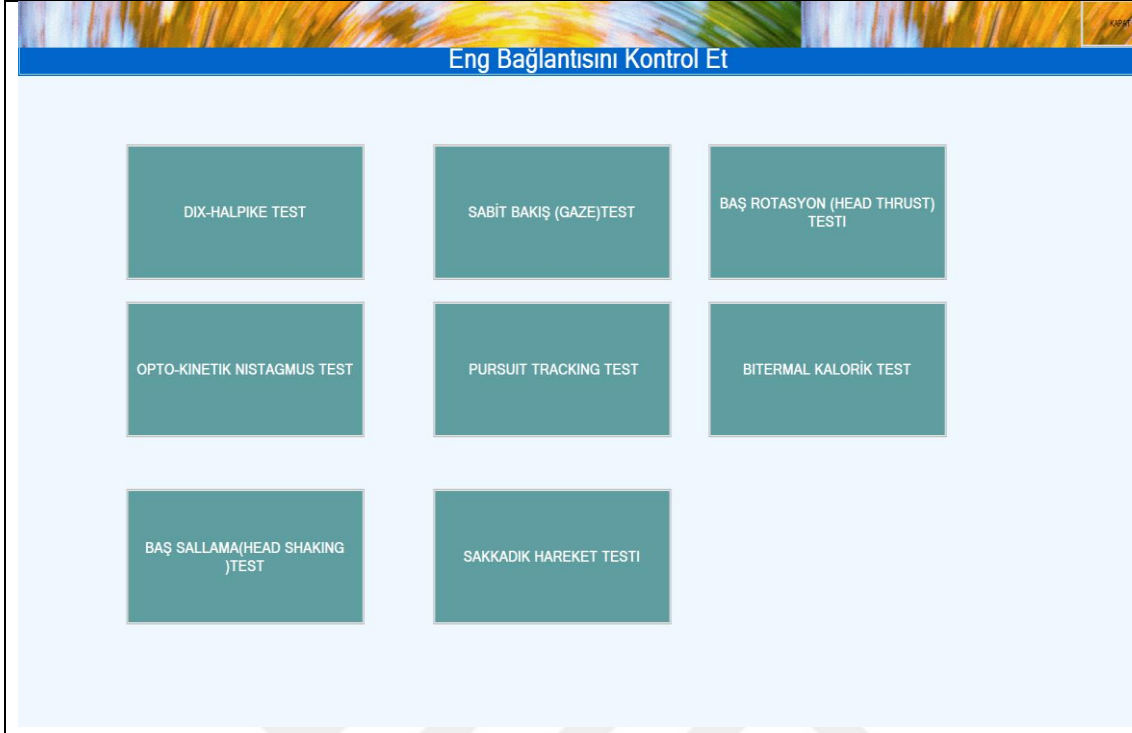 KAPAT
Eng Bağlantısını Kontrol Et
DIX-HALPIKE TEST
SABİT BAKIŞ (GAZE)TEST
BAŞ ROTASYON (HEAD THRUST)
TESTI
OPTO-KINETIK NISTAGMUS TEST
PURSUIT TRACKING TEST
BITERMAL KALORİK TEST
BAŞ SALLAMA(HEAD SHAKING
)TEST
SAKKADIK HAREKET TESTI